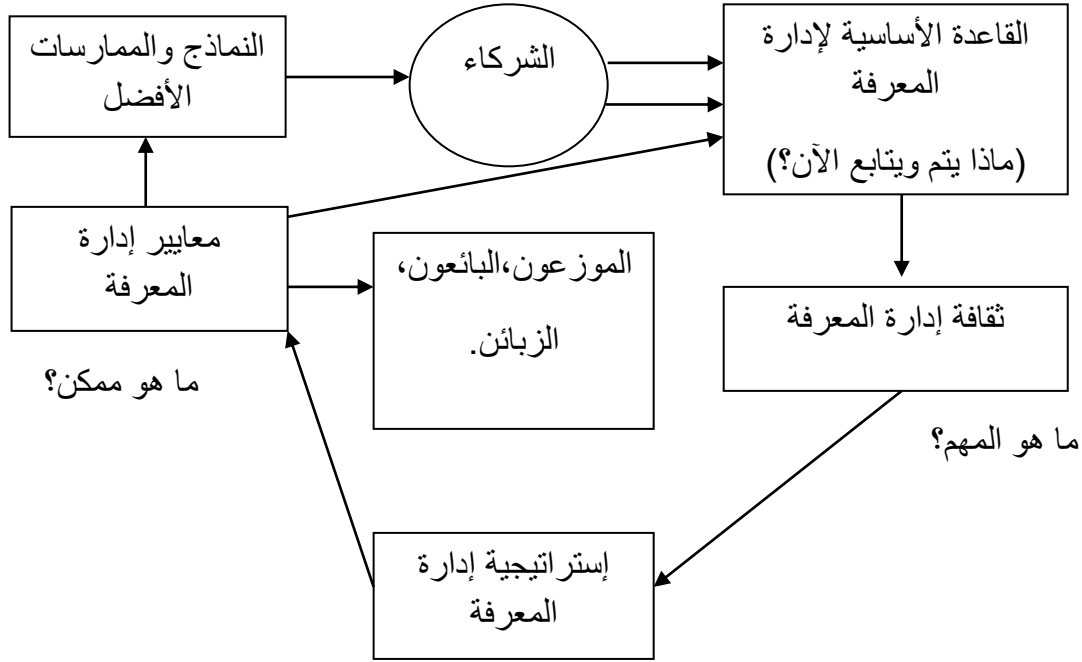 القاعدة الأساسية لإدارة
المعرفة
(ماذا يتم ويتابع الآن؟)
الشركاء
النماذج والممارسات
الأفضل
معايير إدارة
المعرفة
الموزعون،البائعون،
الزبائن.
ثقافة إدارة المعرفة
ما هو ممكن؟
ما هو المهم؟
إستراتيجية إدارة
المعرفة